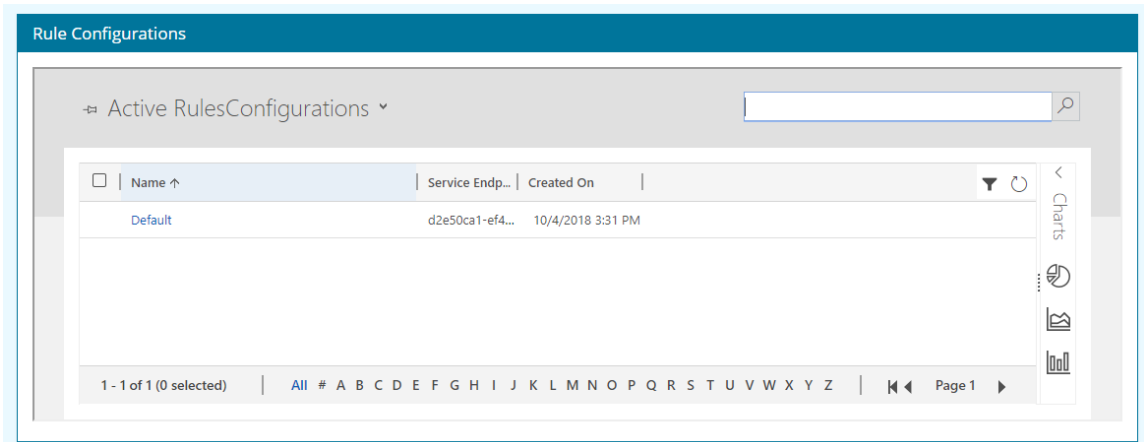 Rule Configurations
Active RulesConfigurations
Name ↑ Service Endp... Created On
Default d2e50ca1-ef4... 10/4/2018 3:31 PM
Charts
1 - 1 of 1 (0 selected) All # A B C D E F G H I J K L M N O P Q R S T U V W X Y Z Page 1